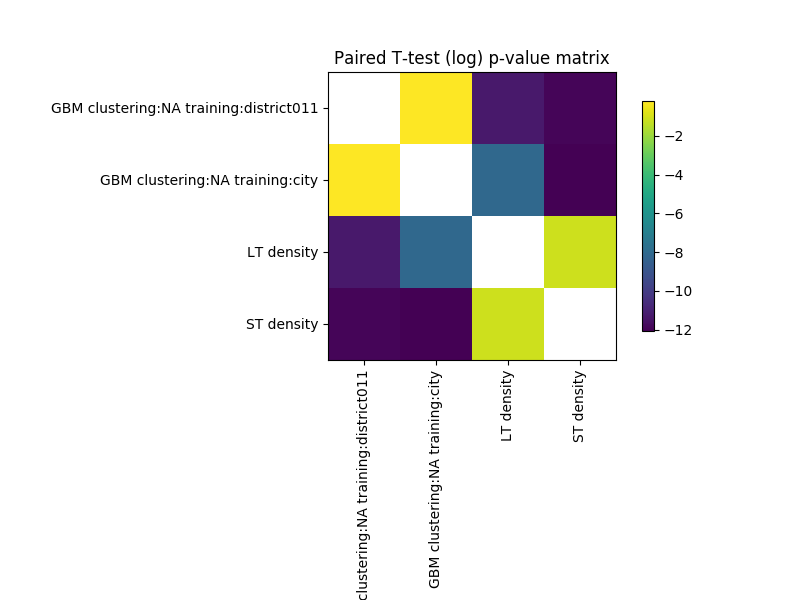 Paired T-test (log) p-value matrix
GBM clustering:NA training:district011
GBM clustering:NA training:city
LT density
ST density
−2
−4
−6
−8
−10
−12
clustering:NA training:district011
GBM clustering:NA training:city
LT density
ST density